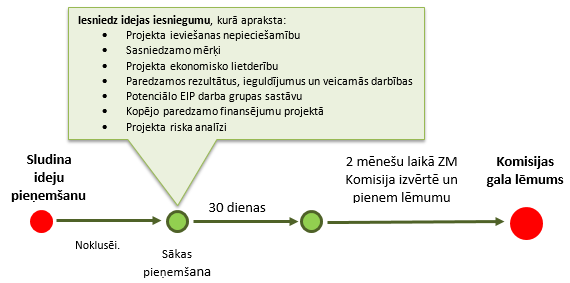 Iesniedz idejas iesniegumu, kurā apraksta:
• Projekta ieviešanas nepieciešamību
• Sasniedzamo mērķi
• Projekta ekonomisko lietderību
• Paredzamos rezultātus, ieguldījumus un veicamās darbības
• Potenciālo EIP darba grupas sastāvu
• Kopējo paredzamo finansējumu projektā
• Projekta riska analīzi
Sludina
ideju
pieņemšanu
Noklusēi.
Sākas
pieņemšana
30 dienas
2 mēnešu laikā ZM
Komisija izvērtē un
pieņem lēmumu
Komisijas
gala lēmums